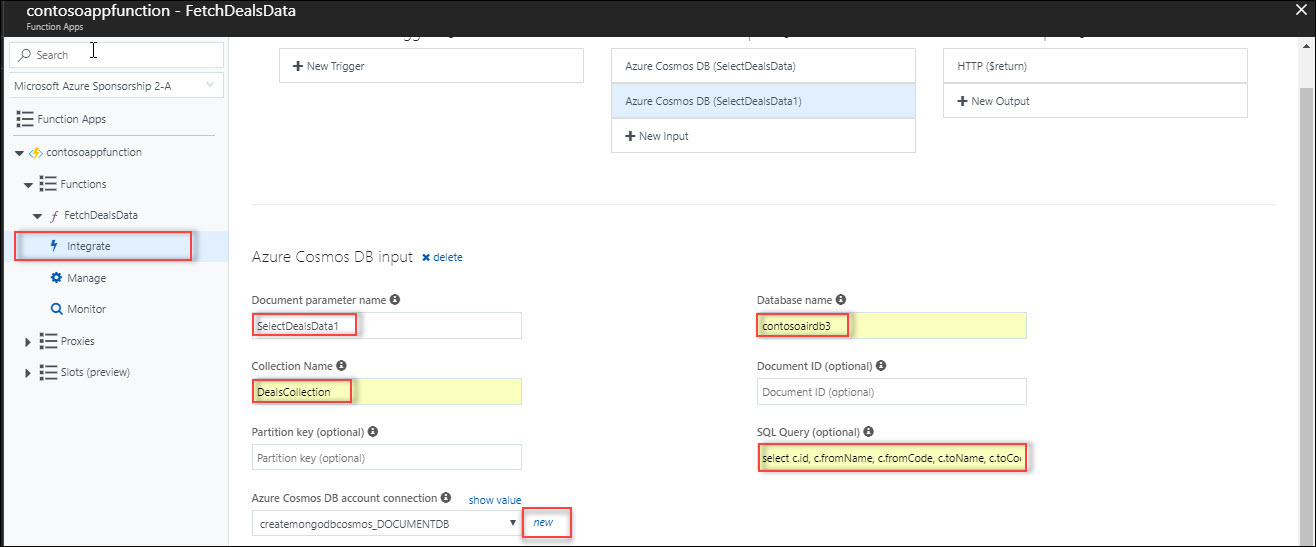 contosoappfunction - FetchDealsData
Function Apps
Search
Microsoft Azure Sponsorship 2-A
Function Apps
contosoappfunction
Functions
FetchDealsData
Integrate
Manage
Monitor
Proxies
Slots (preview)
+ New Trigger
Azure Cosmos DB (SelectDealsData)
Azure Cosmos DB (SelectDealsData1)
+ New Input
HTTP ($return)
+ New Output
Azure Cosmos DB input delete
Document parameter name
SelectDealsData1
Database name
contosoairdb3
Collection Name
DealsCollection
Document ID (optional)
Document ID (optional)
Partition key (optional)
Partition key (optional)
SQL Query (optional)
select c.id, c.fromName, c.fromCode, c.toName, c.toCo
Azure Cosmos DB account connection show value
createmongodbcosmos_DOCUMENTDB new